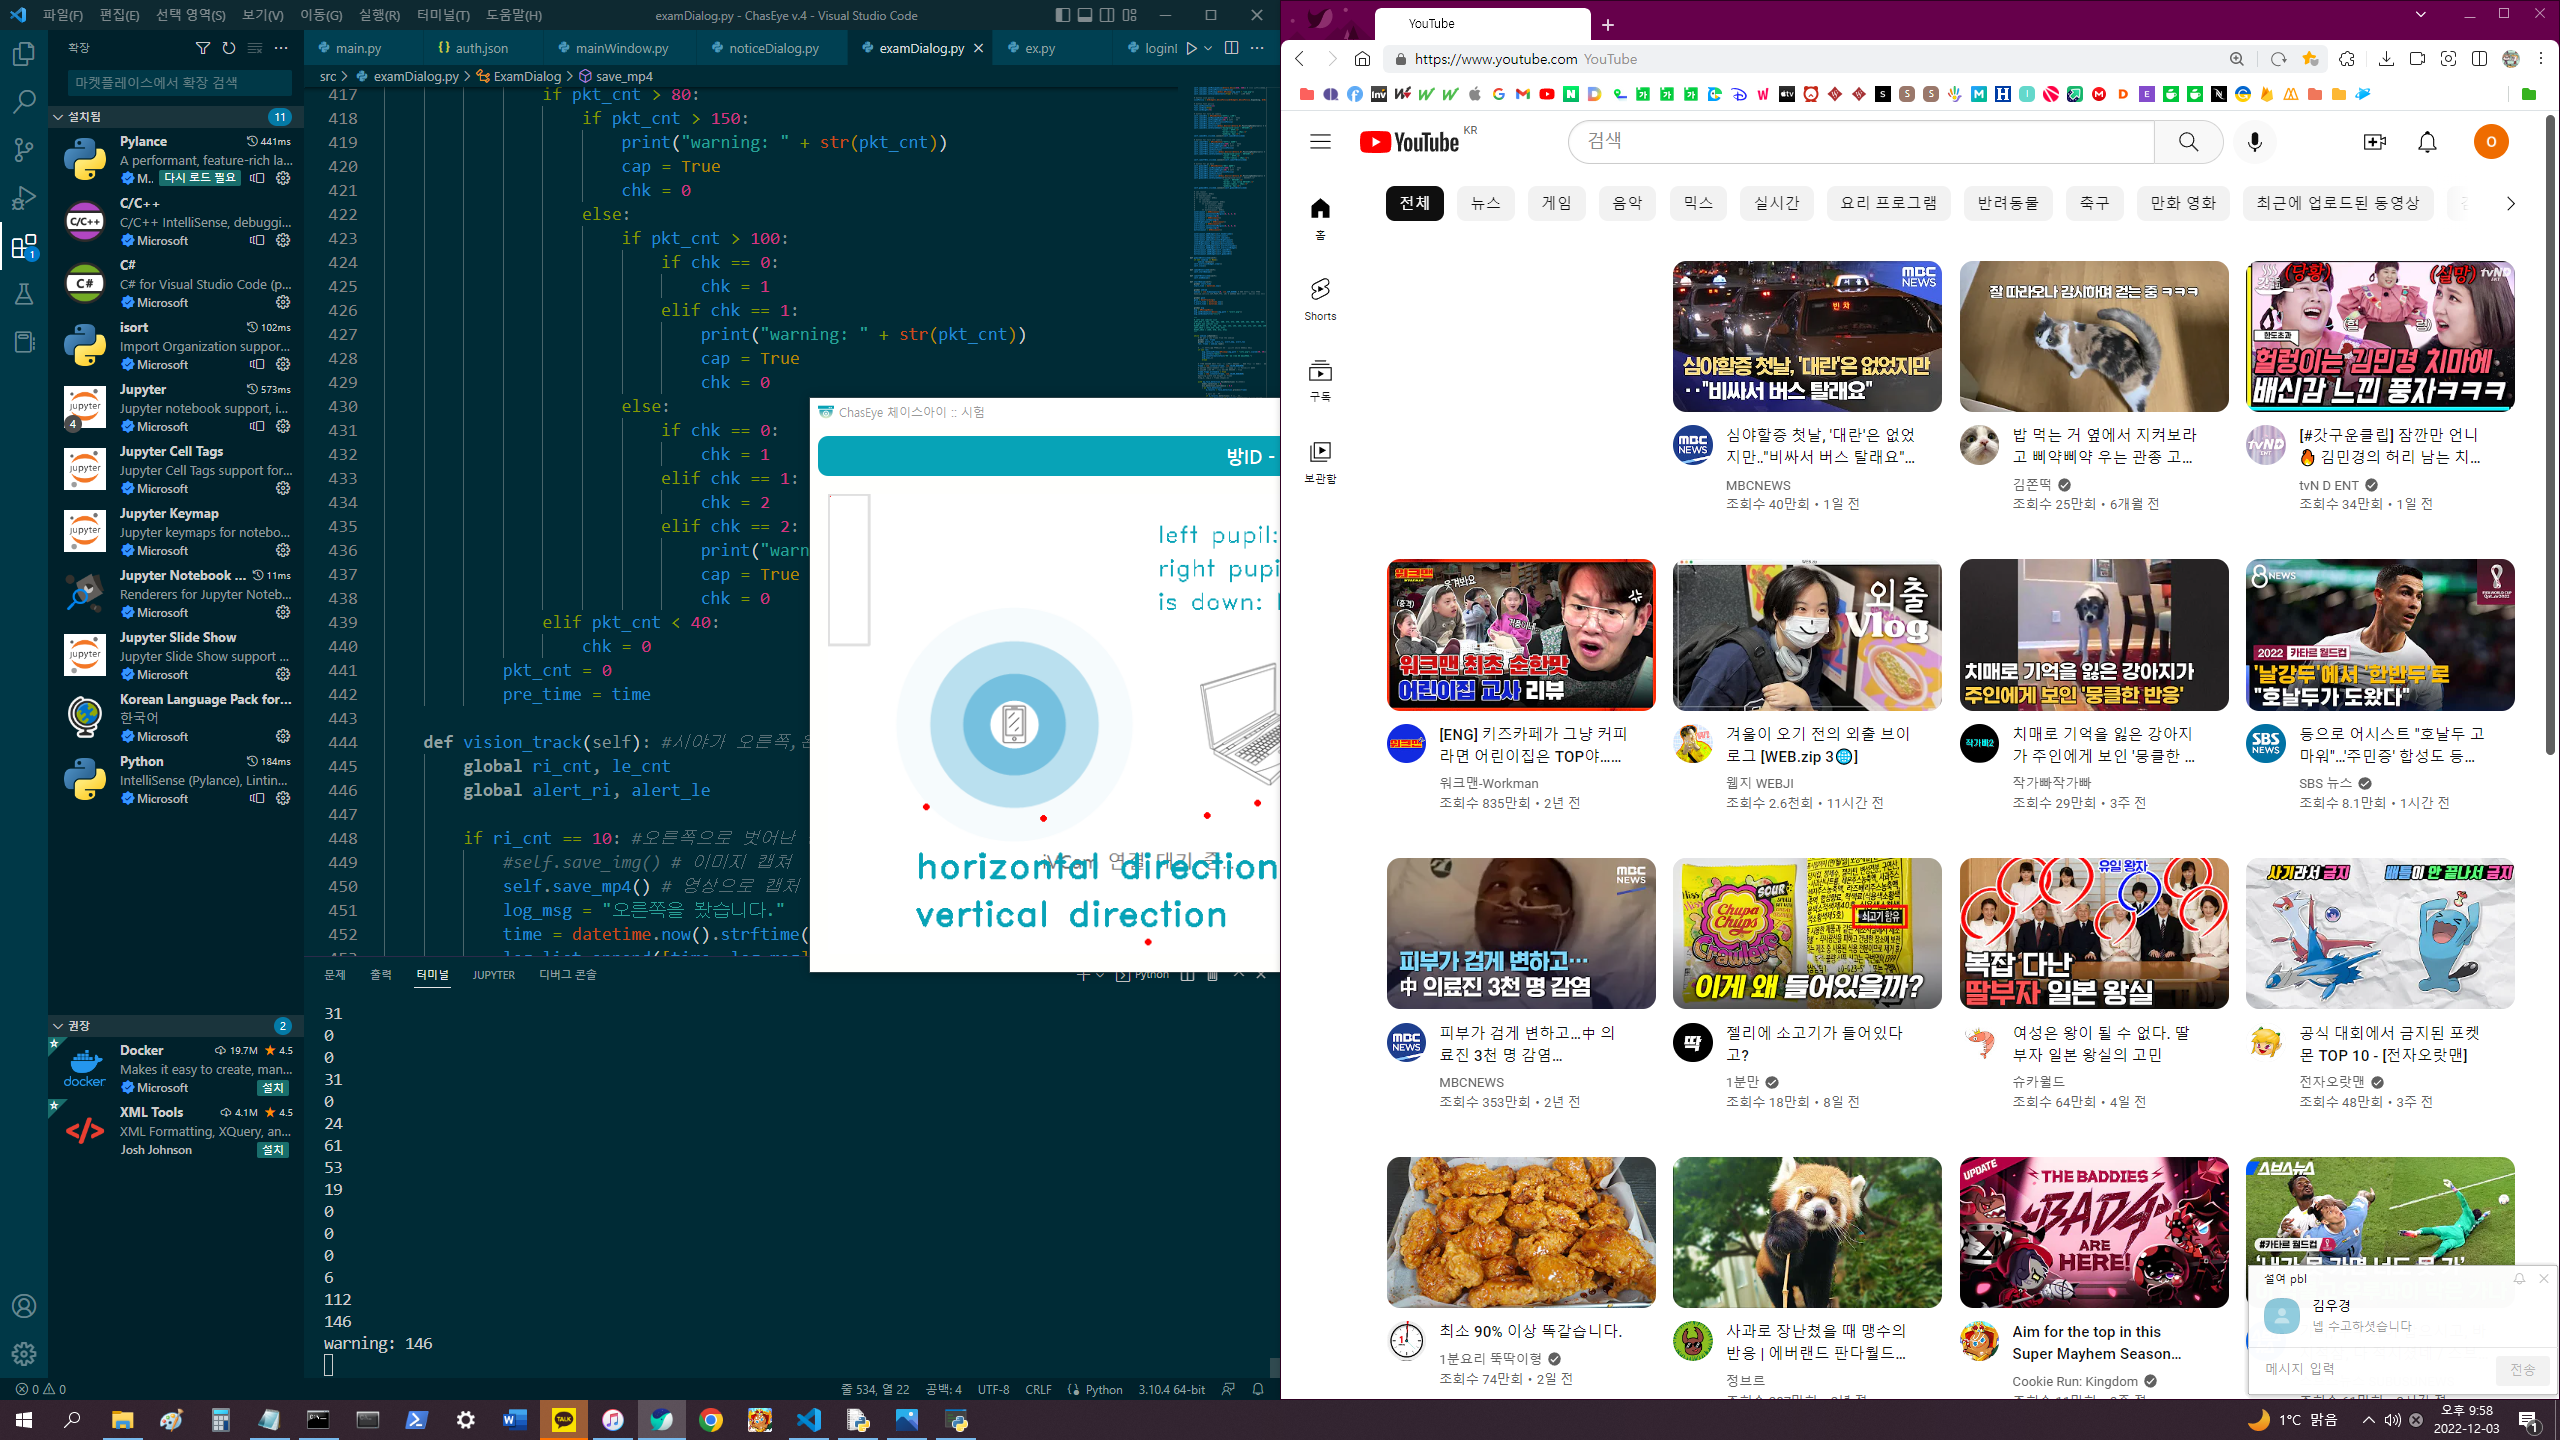 파일(F) 편집(E) 선택 영역(S) 보기(V) 이동(G) 실행(R) 터미널(T) 도움말(H)
examDialog.py - ChasEye v.4 - Visual Studio Code
확장
마켓플레이스에서 확장 검색
설치됨 11
Pylance 441ms
A performant, feature-rich la...
M.. 다시 로드 필요
C/C++
C/C++ IntelliSense, debuggi...
Microsoft
C#
C# for Visual Studio Code (p...
Microsoft
isort 102ms
Import Organization suppor...
Microsoft
Jupyter 573ms
Jupyter notebook support, i...
Microsoft
Jupyter Cell Tags
Jupyter Cell Tags support for...
Microsoft
Jupyter Keymap
Jupyter keymaps for notebo...
Microsoft
Jupyter Notebook ... 11ms
Renderers for Jupyter Noteb...
Microsoft
Jupyter Slide Show
Jupyter Slide Show support ...
Microsoft
Korean Language Pack for...
한국어
Microsoft
Python 184ms
IntelliSense (Pylance), Lintin...
Microsoft
권장 2
Docker 19.7M 4.5
Makes it easy to create, man...
Microsoft 설치
XML Tools 4.1M 4.5
XML Formatting, XQuery, an...
Josh Johnson 설치
main.py auth.json mainWindow.py noticeDialog.py examDialog.py ex.py
src > examDialog.py > ExamDialog > save_mp4
417 if pkt_cnt > 80:
418 if pkt_cnt > 150:
419 print("warning: " + str(pkt_cnt))
420 cap = True
421 chk = 0
422 else:
423 if pkt_cnt > 100:
424 if chk == 0:
425 chk = 1
426 elif chk == 1:
427 print("warning: " + str(pkt_cnt))
428 cap = True
429 chk = 0
430 else:
431 if chk == 0:
432 chk = 1
433 elif chk == 1:
434 chk = 2
435 elif chk == 2:
436 print("warn
437 cap = True
438 chk = 0
439 elif pkt_cnt < 40:
440 chk = 0
441 pkt_cnt = 0
442 pre_time = time
443
444 def vision_track(self): #시야가 오른쪽,
445 global ri_cnt, le_cnt
446 global alert_ri, alert_le
447
448 if ri_cnt == 10: #오른쪽으로 벗어난
449 #self.save_img() # 이미지 캡쳐
450 self.save_mp4() # 영상으로 캡처
451 log_msg = "오른쪽을 봤습니다."
452 time = datetime.now().strftime(
ChasEye 체이스아이 :: 시험
방ID -
left pupil:
right pupi
is down:
iVCam 연결 대기 중
horizontal direction
vertical direction
문제 출력 터미널 JUPYTER 디버그 콘솔
Python
31
0
0
31
0
24
61
53
19
0
0
0
6
112
146
warning: 146
0 0 줄 534, 열 22 공백: 4 UTF-8 CRLF Python 3.10.4 64-bit
YouTube
https://www.youtube.com YouTube
YouTube KR
검색
전체 뉴스 게임 음악 믹스 실시간 요리 프로그램 반려동물 축구 만화 영화 최근에 업로드된 동영상
홈
Shorts
구독
보관함
MBC NEWS
심야할증 첫날, '대란'은 없었지만
.."비싸서 버스 탈래요"
심야할증 첫날, '대란'은 없었
지만.."비싸서 버스 탈래요"...
MBCNEWS
조회수 40만회 • 1일 전
잘 따라오나 감시하며 걷는 중 ㅋㅋㅋ
밥 먹는 거 옆에서 지켜보라
고 삐약삐약 우는 관종 고...
김쫀떡
조회수 25만회 • 6개월 전
(당황) (실망) tvND
헐렁이는 김민경 치마에
배신감 느낀 풍자ㅋㅋㅋ
[#갓구운클립] 잠깐만 언니
🔥 김민경의 허리 남는 치...
tvN D ENT
조회수 34만회 • 1일 전
워크맨 최초 순한맛
어린이집 교사 리뷰
[ENG] 키즈카페가 그냥 커피
라면 어린이집은 TOP야.....
워크맨-Workman
조회수 835만회 • 2년 전
외출
Vlog
겨울이 오기 전의 외출 브이
로그 [WEB.zip 3🌐]
웹지 WEBJI
조회수 2.6천회 • 11시간 전
치매로 기억을 잃은 강아지가
주인에게 보인 '뭉클한 반응'
치매로 기억을 잃은 강아지
가 주인에게 보인 '뭉클한 ...
작가빠작가빠
조회수 29만회 • 3주 전
8NEWS
2022 카타르 월드컵
'날강두'에서 '한반두'로
"호날두가 도왔다"
등으로 어시스트 "호날두 고
마워"…'주민증' 합성도 등...
SBS 뉴스
조회수 8.1만회 • 1시간 전
MBC NEWS
피부가 검게 변하고…
中 의료진 3천 명 감염
피부가 검게 변하고...中 의
료진 3천 명 감염...
MBCNEWS
조회수 353만회 • 2년 전
Chupa Chups
SOUR
쇠고기 함유
이게 왜 들어있을까?
젤리에 소고기가 들어있다
고?
1분만
조회수 18만회 • 8일 전
유일 왕자
복잡 다난
딸부자 일본 왕실
여성은 왕이 될 수 없다. 딸
부자 일본 왕실의 고민
슈카월드
조회수 64만회 • 4일 전
사기라서 금지 배틀이 안 끝나서 금지
공식 대회에서 금지된 포켓
몬 TOP 10 - [전자오락맨]
전자오락맨
조회수 48만회 • 3주 전
최소 90% 이상 똑같습니다.
1분요리 뚝딱이형
조회수 74만회 • 2일 전
사과로 장난쳤을 때 맹수의
반응 | 에버랜드 판다월드...
정브르
UPDATE
THE BADDIES
BAD4
ARE
HERE!
Aim for the top in this
Super Mayhem Season...
Cookie Run: Kingdom
스브스뉴스
#카타르 월드컵
설여 pbl
김우경
넵 수고하셧습니다
메시지 입력
전송
1°C 맑음
오후 9:58
2022-12-03